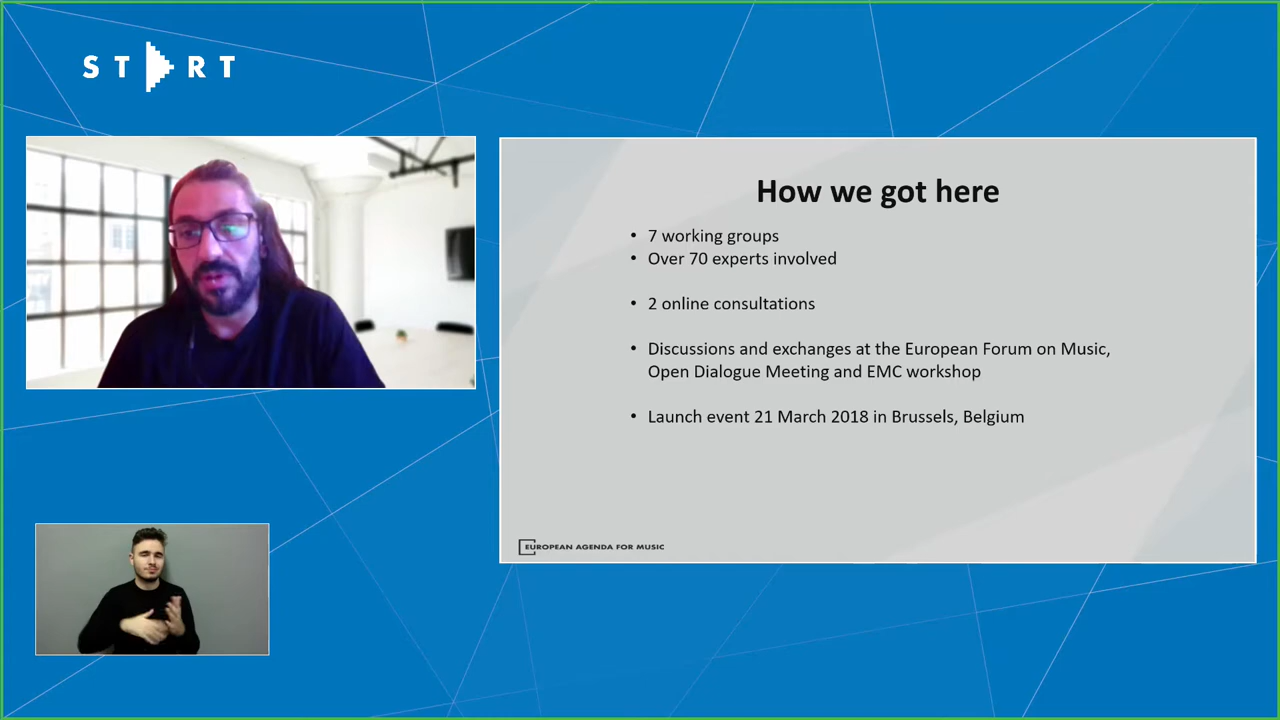 START
How we got here
• 7 working groups
• Over 70 experts involved
• 2 online consultations
• Discussions and exchanges at the European Forum on Music,
Open Dialogue Meeting and EMC workshop
• Launch event 21 March 2018 in Brussels, Belgium
EUROPEAN AGENDA FOR MUSIC